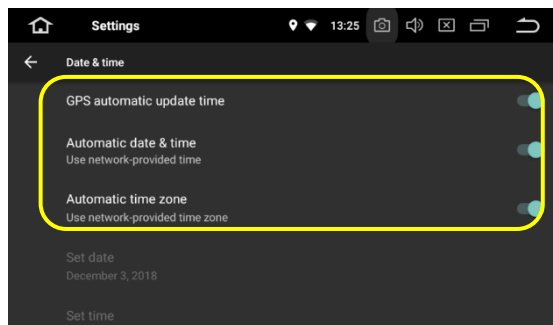 Settings
13:25
Date & time
GPS automatic update time
Automatic date & time
Use network-provided time
Automatic time zone
Use network-provided time zone
Set date
December 3, 2018
Set time